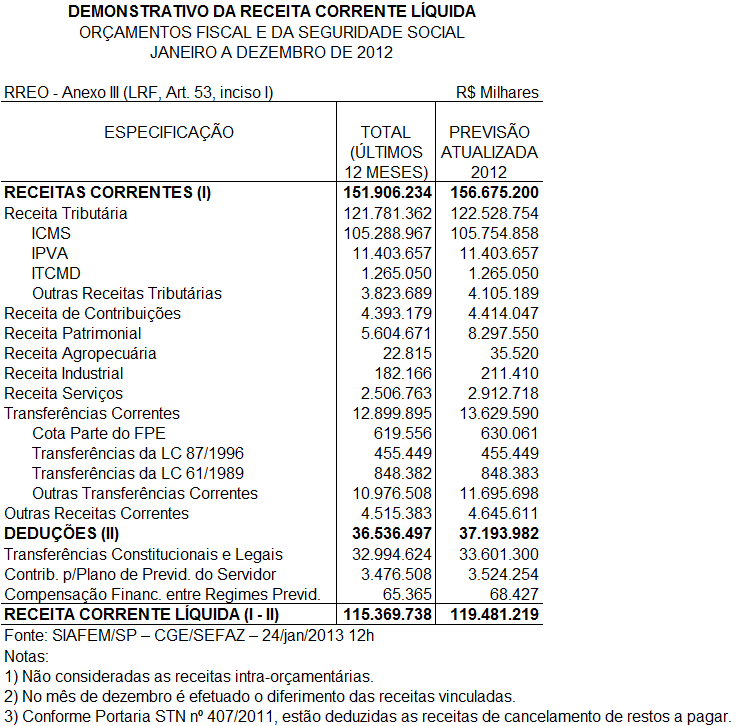 DEMONSTRATIVO DA RECEITA CORRENTE LÍQUIDA
ORÇAMENTOS FISCAL E DA SEGURIDADE SOCIAL
JANEIRO A DEZEMBRO DE 2012
RREO - Anexo III (LRF, Art. 53, inciso I) R$ Milhares
ESPECIFICAÇÃO TOTAL (ÚLTIMOS 12 MESES) PREVISÃO ATUALIZADA 2012
RECEITAS CORRENTES (I) 151.906.234 156.675.200
Receita Tributária 121.781.362 122.528.754
ICMS 105.288.967 105.754.858
IPVA 11.403.657 11.403.657
ITCMD 1.265.050 1.265.050
Outras Receitas Tributárias 3.823.689 4.105.189
Receita de Contribuições 4.393.179 4.414.047
Receita Patrimonial 5.604.671 8.297.550
Receita Agropecuária 22.815 35.520
Receita Industrial 182.166 211.410
Receita Serviços 2.506.763 2.912.718
Transferências Correntes 12.899.895 13.629.590
Cota Parte do FPE 619.556 630.061
Transferências da LC 87/1996 455.449 455.449
Transferências da LC 61/1989 848.382 848.383
Outras Transferências Correntes 10.976.508 11.695.698
Outras Receitas Correntes 4.515.383 4.645.611
DEDUÇÕES (II) 36.536.497 37.193.982
Transferências Constitucionais e Legais 32.994.624 33.601.300
Contrib. p/Plano de Previd. do Servidor 3.476.508 3.524.254
Compensação Financ. entre Regimes Previd. 65.365 68.427
RECEITA CORRENTE LÍQUIDA (I - II) 115.369.738 119.481.219
Fonte: SIAFEM/SP – CGE/SEFAZ – 24/jan/2013 12h
Notas:
1) Não consideradas as receitas intra-orçamentárias.
2) No mês de dezembro é efetuado o diferimento das receitas vinculadas.
3) Conforme Portaria STN nº 407/2011, estão deduzidas as receitas de cancelamento de restos a pagar.